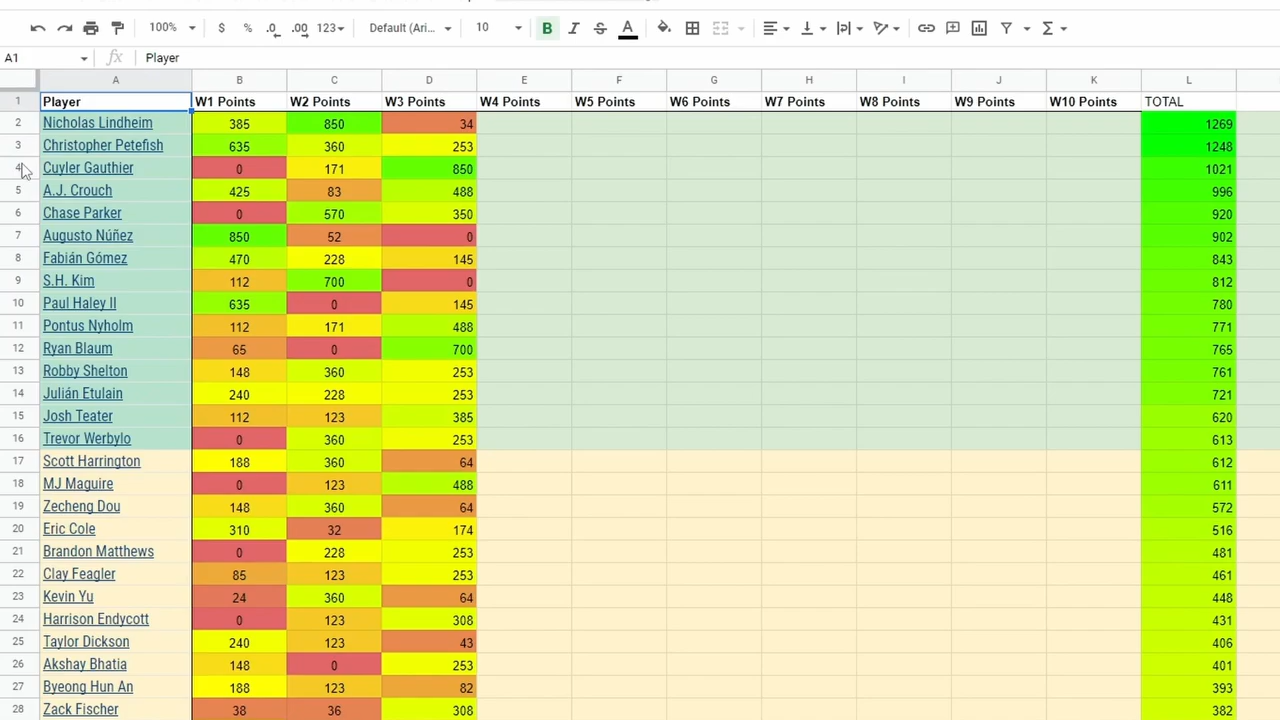 100% $ % .0 .00 123 Default (Ari... 10 B I S A
A1 fx Player
A B C D E F G H I J K L
1 Player W1 Points W2 Points W3 Points W4 Points W5 Points W6 Points W7 Points W8 Points W9 Points W10 Points TOTAL
2 Nicholas Lindheim 385 850 34 1269
3 Christopher Petefish 635 360 253 1248
4 Cuyler Gauthier 0 171 850 1021
5 A.J. Crouch 425 83 488 996
6 Chase Parker 0 570 350 920
7 Augusto Núñez 850 52 0 902
8 Fabián Gómez 470 228 145 843
9 S.H. Kim 112 700 0 812
10 Paul Haley II 635 0 145 780
11 Pontus Nyholm 112 171 488 771
12 Ryan Blaum 65 0 700 765
13 Robby Shelton 148 360 253 761
14 Julián Etulain 240 228 253 721
15 Josh Teater 112 123 385 620
16 Trevor Werbylo 0 360 253 613
17 Scott Harrington 188 360 64 612
18 MJ Maguire 0 123 488 611
19 Zecheng Dou 148 360 64 572
20 Eric Cole 310 32 174 516
21 Brandon Matthews 0 228 253 481
22 Clay Feagler 85 123 253 461
23 Kevin Yu 24 360 64 448
24 Harrison Endycott 0 123 308 431
25 Taylor Dickson 240 123 43 406
26 Akshay Bhatia 148 0 253 401
27 Byeong Hun An 188 123 82 393
28 Zack Fischer 38 36 308 382